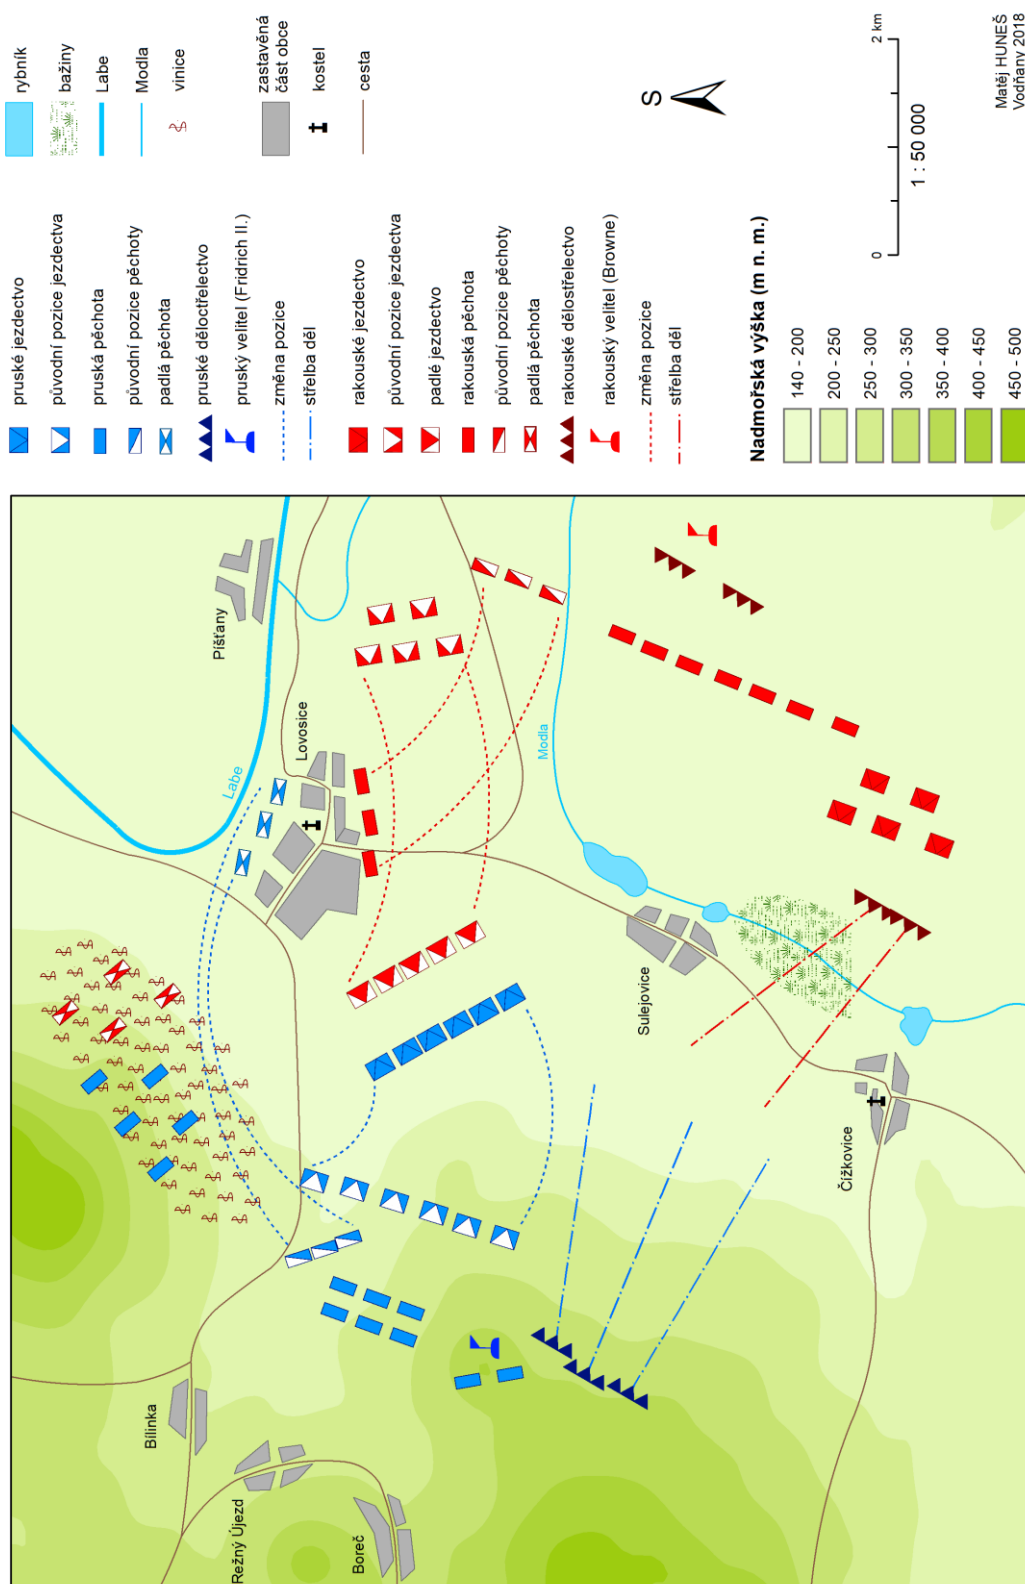 Píšťany
Labe
Lovosice
Modla
Sulejovice
Čížkovice
Bílinka
Režný Újezd
Boreč
pruské jezdectvo
původní pozice jezdectva
pruská pěchota
původní pozice pěchoty
padlá pěchota
pruské děloctřelectvo
pruský velitel (Fridrich II.)
změna pozice
střelba děl
rakouské jezdectvo
původní pozice jezdectva
padlé jezdectvo
rakouská pěchota
původní pozice pěchoty
padlá pěchota
rakouské dělostřelectvo
rakouský velitel (Browne)
změna pozice
střelba děl
rybník
bažiny
Labe
Modla
vinice
zastavěná
část obce
kostel
cesta
Nadmořská výška (m n. m.)
140 - 200
200 - 250
250 - 300
300 - 350
350 - 400
400 - 450
450 - 500
S
0
2 km
1 : 50 000
Matěj HUNEŠ
Vodňany 2018